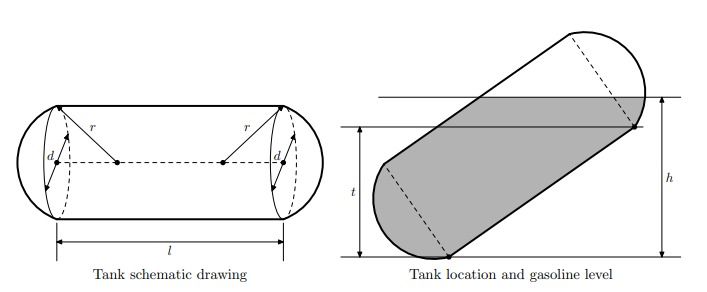 r
r
d
d
l
t
h
Tank schematic drawing
Tank location and gasoline level